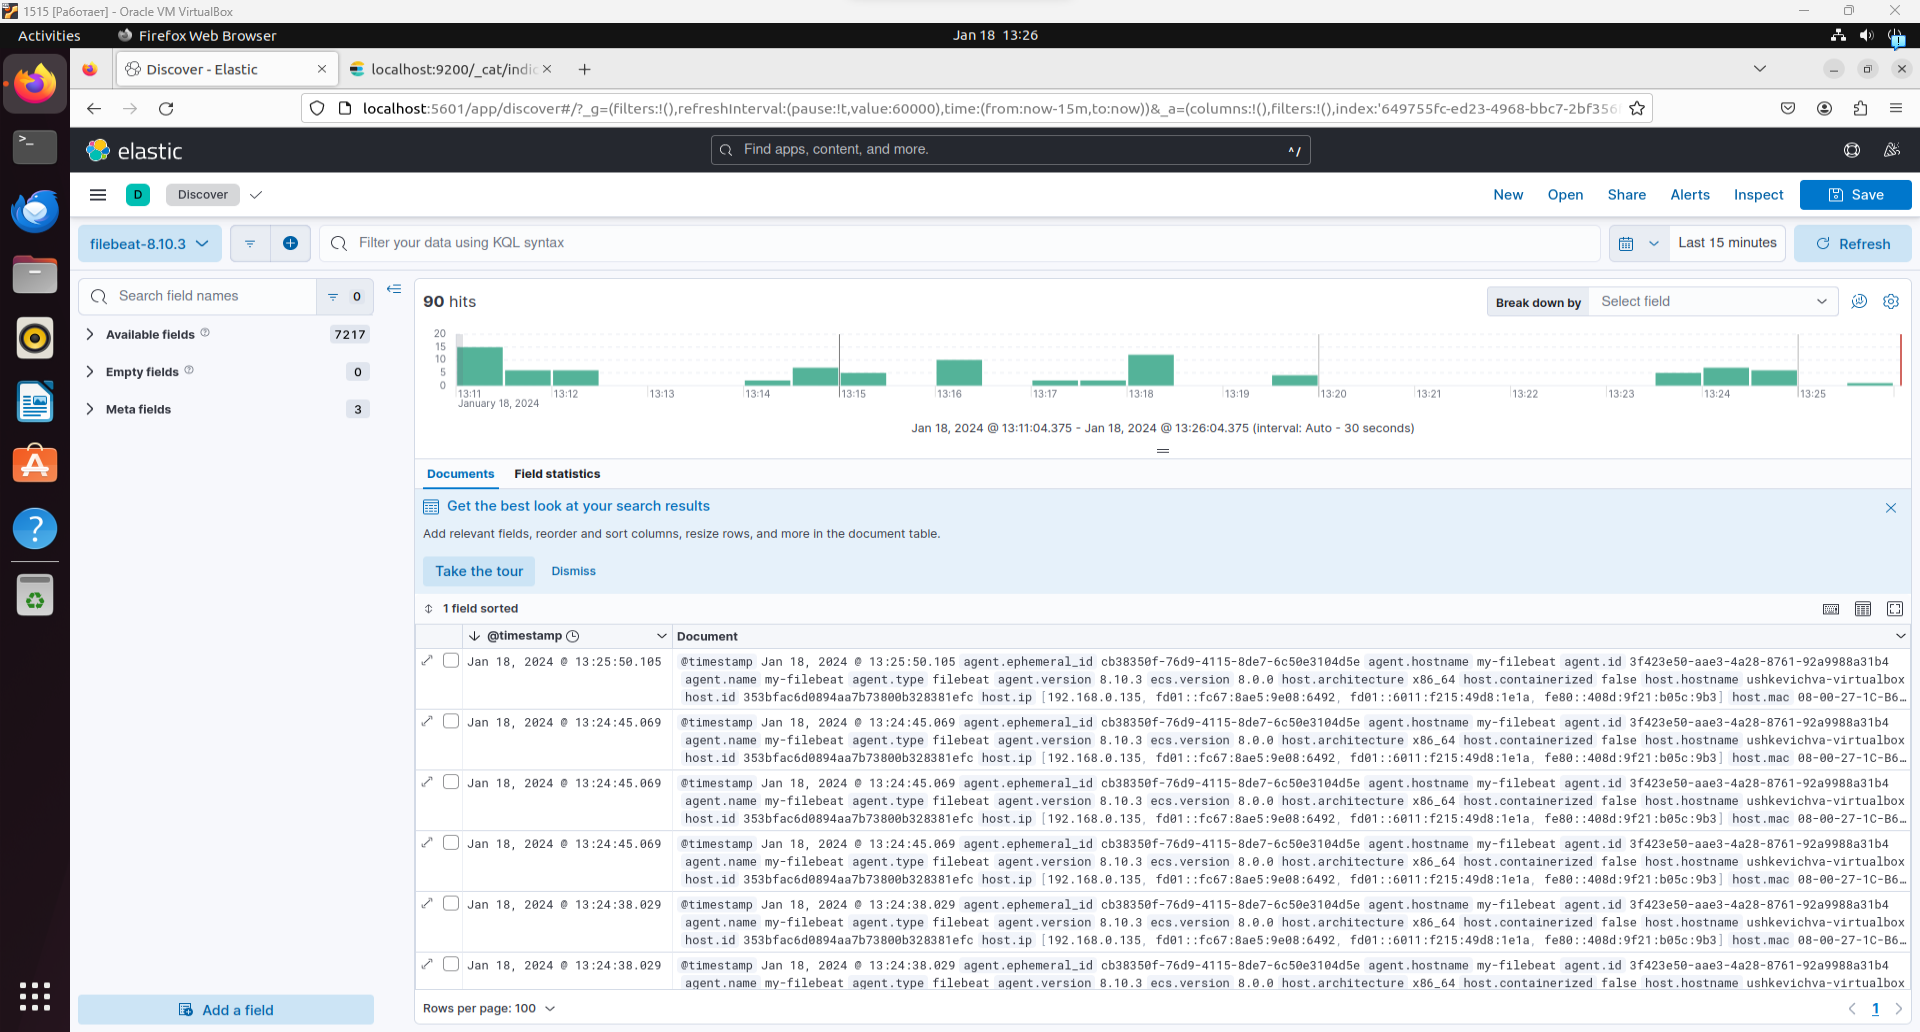 1515 [Работает] - Oracle VM VirtualBox
Activities
Firefox Web Browser
Jan 18 13:26
Discover - Elastic
localhost:9200/_cat/indic
localhost:5601/app/discover#/?_g=(filters:!(),refreshInterval:(pause:!t,value:60000),time:(from:now-15m,to:now))&_a=(columns:!(),filters:!(),index:'649755fc-ed23-4968-bbc7-2bf356
elastic
Find apps, content, and more.
^/
D
Discover
New
Open
Share
Alerts
Inspect
Save
filebeat-8.10.3
Filter your data using KQL syntax
Last 15 minutes
Refresh
Search field names
0
Available fields
7217
Empty fields
0
Meta fields
3
90 hits
Break down by
Select field
20
15
10
5
0
13:11 13:12 13:13 13:14 13:15 13:16 13:17 13:18 13:19 13:20 13:21 13:22 13:23 13:24 13:25
January 18, 2024
Jan 18, 2024 @ 13:11:04.375 - Jan 18, 2024 @ 13:26:04.375 (interval: Auto - 30 seconds)
Documents
Field statistics
Get the best look at your search results
Add relevant fields, reorder and sort columns, resize rows, and more in the document table.
Take the tour
Dismiss
1 field sorted
@timestamp
Document
Jan 18, 2024 @ 13:25:50.105
@timestamp Jan 18, 2024 @ 13:25:50.105 agent.ephemeral_id cb38350f-76d9-4115-8de7-6c50e3104d5e agent.hostname my-filebeat agent.id 3f423e50-aae3-4a28-8761-92a9988a31b4
agent.name my-filebeat agent.type filebeat agent.version 8.10.3 ecs.version 8.0.0 host.architecture x86_64 host.containerized false host.hostname ushkevichva-virtualbox
host.id 353bfac6d0894aa7b73800b328381efc host.ip [192.168.0.135, fd01::fc67:8ae5:9e08:6492, fd01::6011:f215:49d8:1e1a, fe80::408d:9f21:b05c:9b3] host.mac 08-00-27-1C-B6…
Jan 18, 2024 @ 13:24:45.069
@timestamp Jan 18, 2024 @ 13:24:45.069 agent.ephemeral_id cb38350f-76d9-4115-8de7-6c50e3104d5e agent.hostname my-filebeat agent.id 3f423e50-aae3-4a28-8761-92a9988a31b4
agent.name my-filebeat agent.type filebeat agent.version 8.10.3 ecs.version 8.0.0 host.architecture x86_64 host.containerized false host.hostname ushkevichva-virtualbox
host.id 353bfac6d0894aa7b73800b328381efc host.ip [192.168.0.135, fd01::fc67:8ae5:9e08:6492, fd01::6011:f215:49d8:1e1a, fe80::408d:9f21:b05c:9b3] host.mac 08-00-27-1C-B6…
Jan 18, 2024 @ 13:24:45.069
@timestamp Jan 18, 2024 @ 13:24:45.069 agent.ephemeral_id cb38350f-76d9-4115-8de7-6c50e3104d5e agent.hostname my-filebeat agent.id 3f423e50-aae3-4a28-8761-92a9988a31b4
agent.name my-filebeat agent.type filebeat agent.version 8.10.3 ecs.version 8.0.0 host.architecture x86_64 host.containerized false host.hostname ushkevichva-virtualbox
host.id 353bfac6d0894aa7b73800b328381efc host.ip [192.168.0.135, fd01::fc67:8ae5:9e08:6492, fd01::6011:f215:49d8:1e1a, fe80::408d:9f21:b05c:9b3] host.mac 08-00-27-1C-B6…
Jan 18, 2024 @ 13:24:45.069
@timestamp Jan 18, 2024 @ 13:24:45.069 agent.ephemeral_id cb38350f-76d9-4115-8de7-6c50e3104d5e agent.hostname my-filebeat agent.id 3f423e50-aae3-4a28-8761-92a9988a31b4
agent.name my-filebeat agent.type filebeat agent.version 8.10.3 ecs.version 8.0.0 host.architecture x86_64 host.containerized false host.hostname ushkevichva-virtualbox
host.id 353bfac6d0894aa7b73800b328381efc host.ip [192.168.0.135, fd01::fc67:8ae5:9e08:6492, fd01::6011:f215:49d8:1e1a, fe80::408d:9f21:b05c:9b3] host.mac 08-00-27-1C-B6…
Jan 18, 2024 @ 13:24:38.029
@timestamp Jan 18, 2024 @ 13:24:38.029 agent.ephemeral_id cb38350f-76d9-4115-8de7-6c50e3104d5e agent.hostname my-filebeat agent.id 3f423e50-aae3-4a28-8761-92a9988a31b4
agent.name my-filebeat agent.type filebeat agent.version 8.10.3 ecs.version 8.0.0 host.architecture x86_64 host.containerized false host.hostname ushkevichva-virtualbox
host.id 353bfac6d0894aa7b73800b328381efc host.ip [192.168.0.135, fd01::fc67:8ae5:9e08:6492, fd01::6011:f215:49d8:1e1a, fe80::408d:9f21:b05c:9b3] host.mac 08-00-27-1C-B6…
Jan 18, 2024 @ 13:24:38.029
@timestamp Jan 18, 2024 @ 13:24:38.029 agent.ephemeral_id cb38350f-76d9-4115-8de7-6c50e3104d5e agent.hostname my-filebeat agent.id 3f423e50-aae3-4a28-8761-92a9988a31b4
agent.name my-filebeat agent.type filebeat agent.version 8.10.3 ecs.version 8.0.0 host.architecture x86_64 host.containerized false host.hostname ushkevichva-virtualbox
Add a field
Rows per page: 100
1